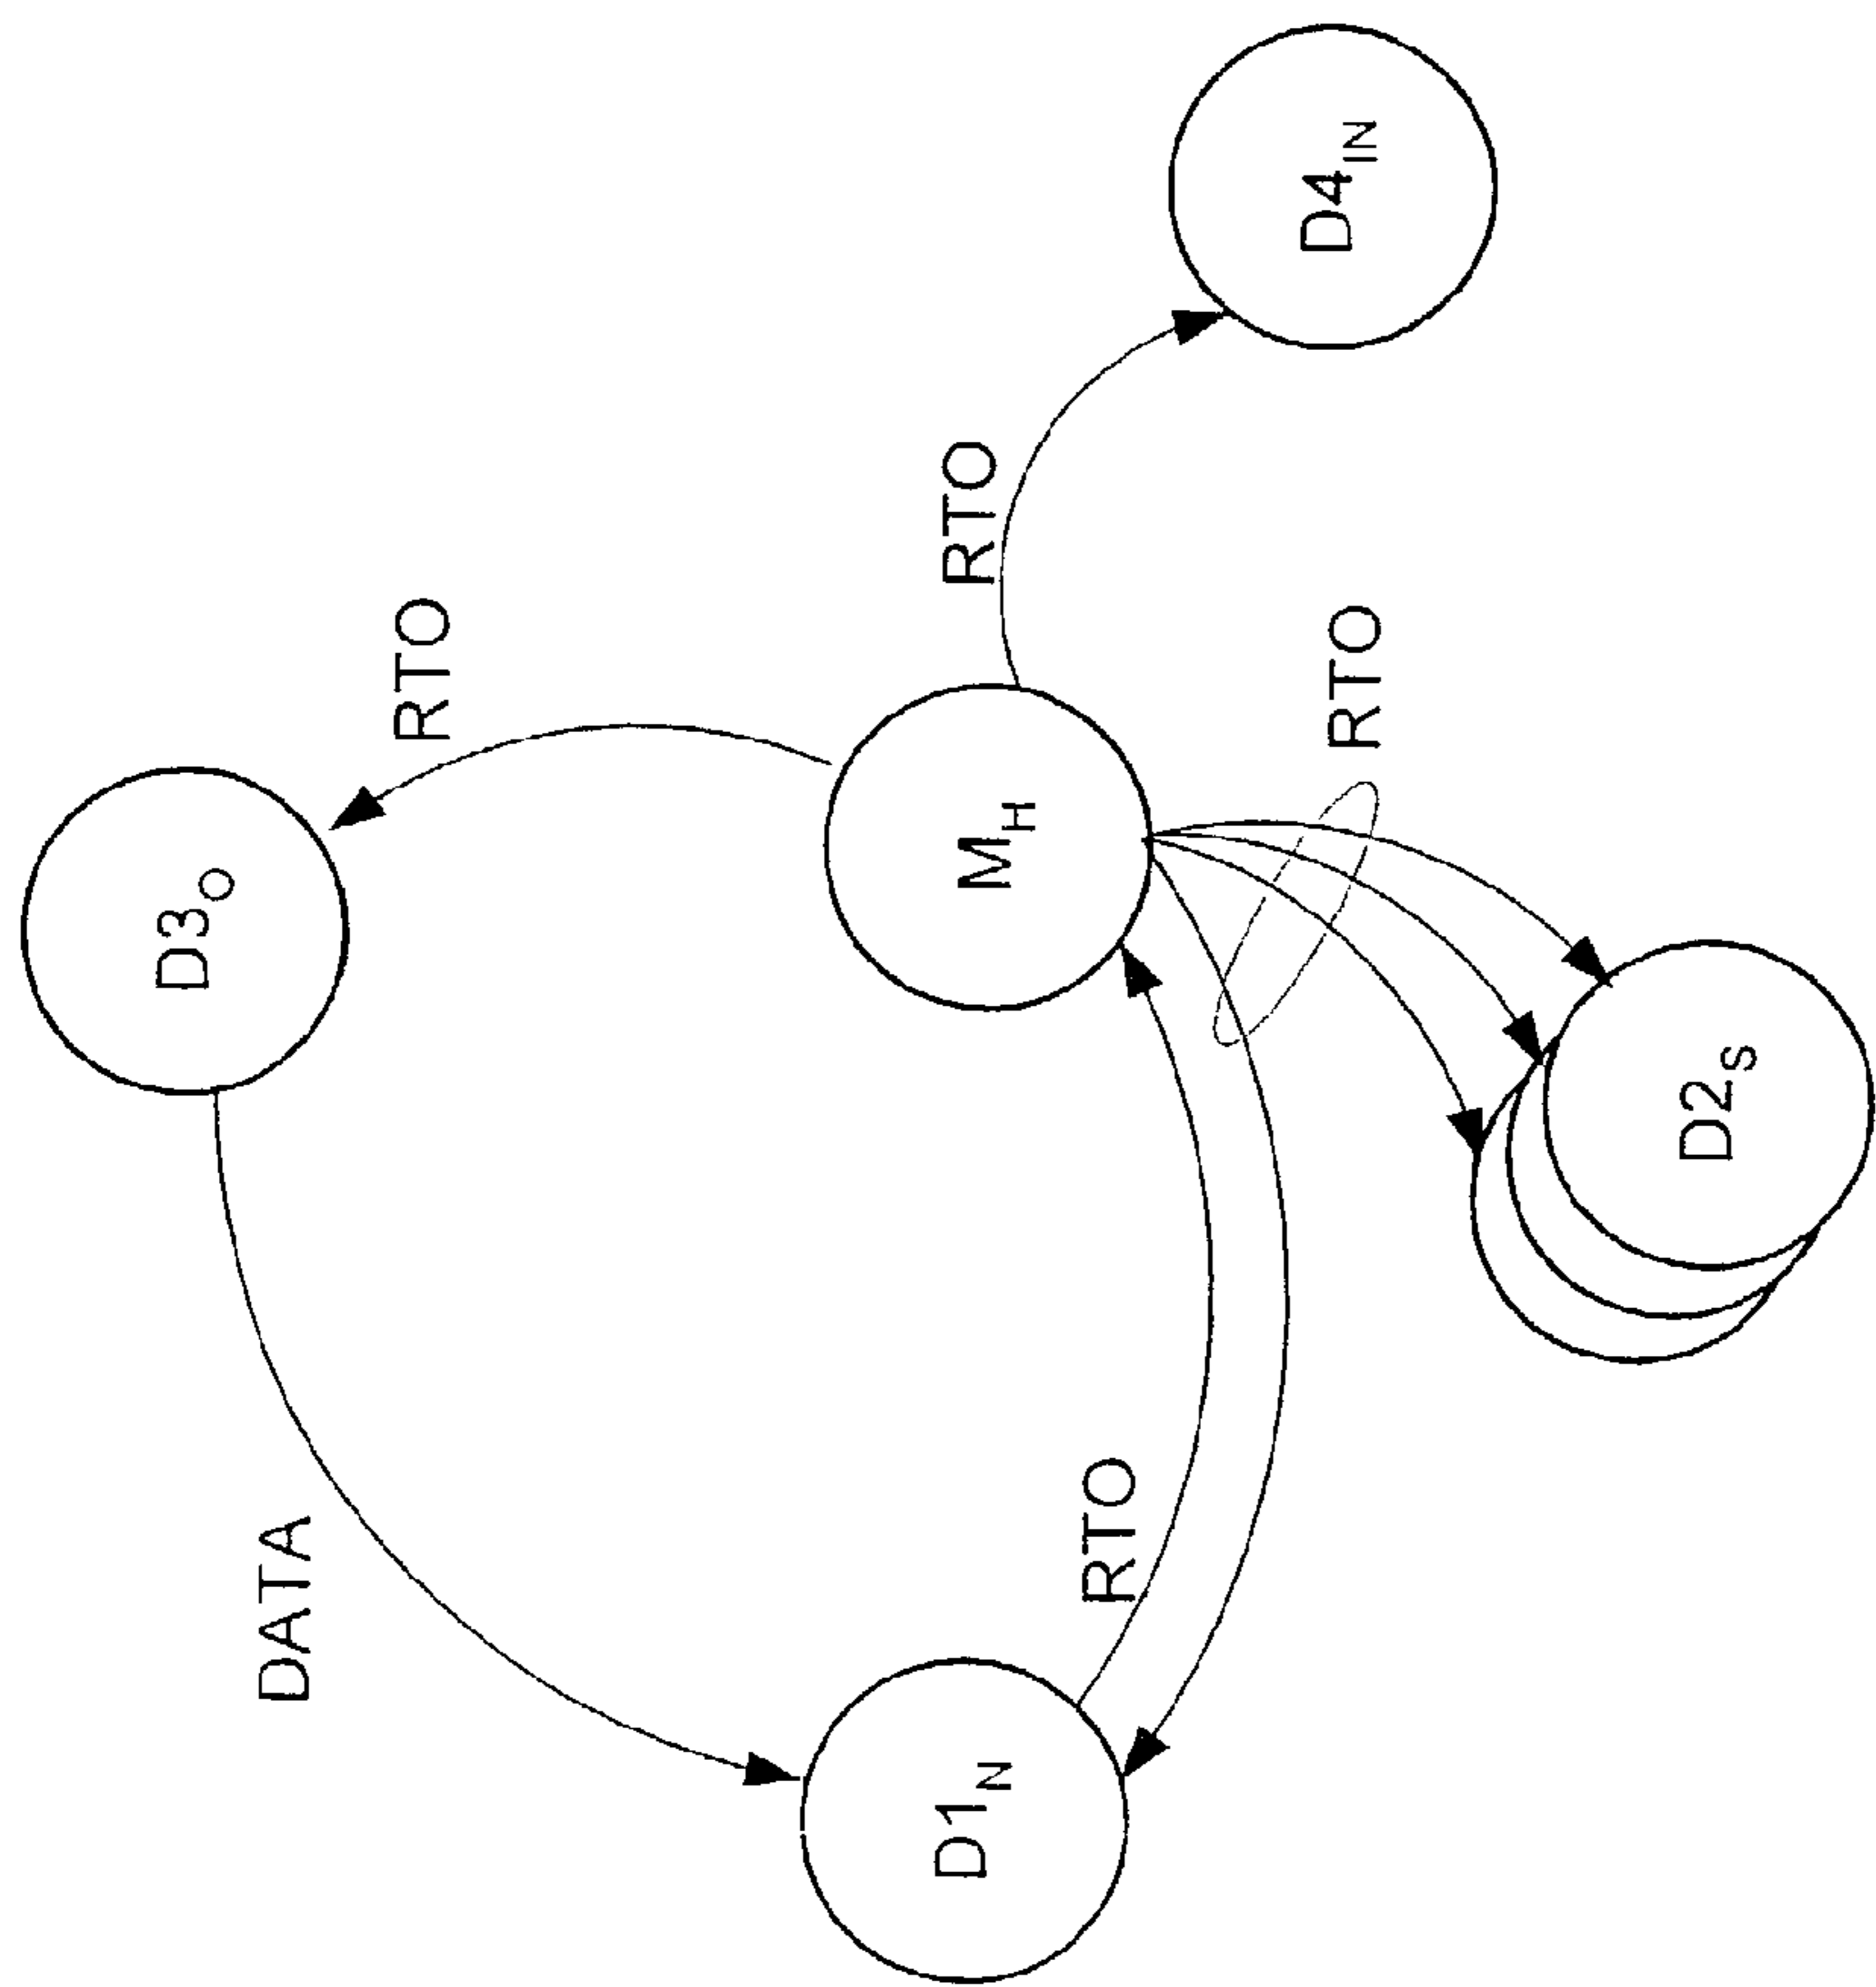 D3O
RTO
DATA
D1N
RTO
MH
RTO
D4IN
RTO
D2S